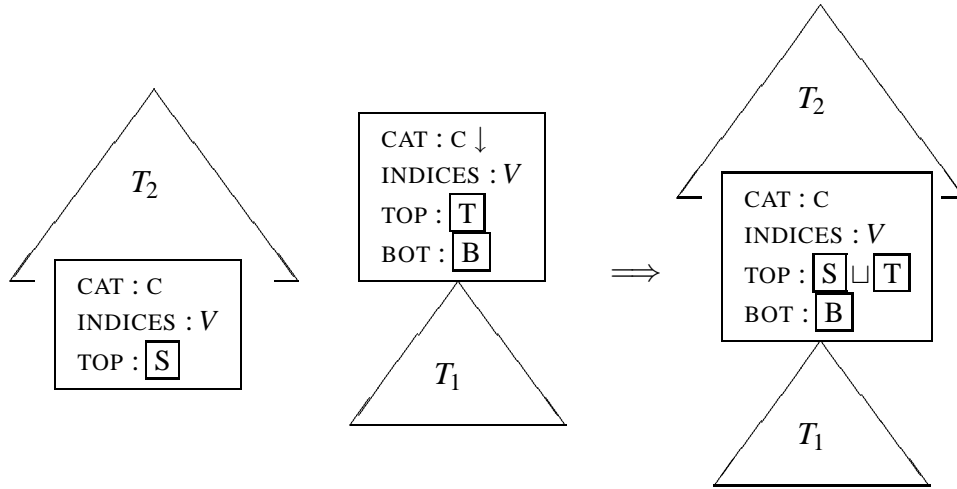 T₂
CAT : C
INDICES : V
TOP : S
CAT : C ↓
INDICES : V
TOP : T
BOT : B
T₁
⟹
T₂
CAT : C
INDICES : V
TOP : S ⊔ T
BOT : B
T₁